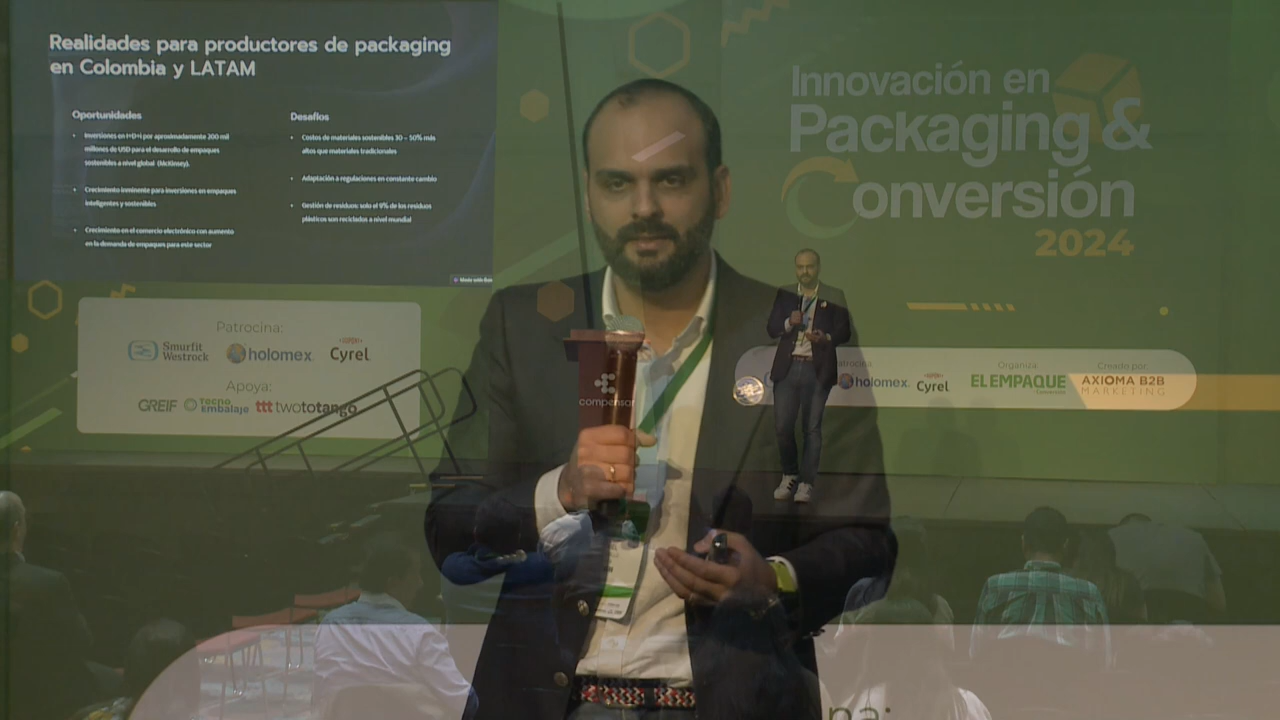 Realidades para productores de packaging
en Colombia y LATAM
Oportunidades
Inversiones en I+D+i por aproximadamente 200 mil
millones de USD para el desarrollo de empaques
sostenibles a nivel global (McKinsey).
Crecimiento inminente para inversiones en empaques
inteligentes y sostenibles
Crecimiento en el comercio electrónico con aumento
en la demanda de empaques para este sector
Desafíos
Costos de materiales sostenibles 30 – 50% más
altos que materiales tradicionales
Adaptación a regulaciones en constante cambio
Gestión de residuos: solo el 9% de los residuos
plásticos son reciclados a nivel mundial
Innovación en
Packaging &
Conversión
2024
Patrocina:
Smurfit
Westrock
holomex
Cyrel
Apoya:
GREIF
tecno
embalaje
ttt twototango
compensar
holomex
Cyrel
Organiza:
EL EMPAQUE
Creado por:
AXIOMA B2B
MARKETING